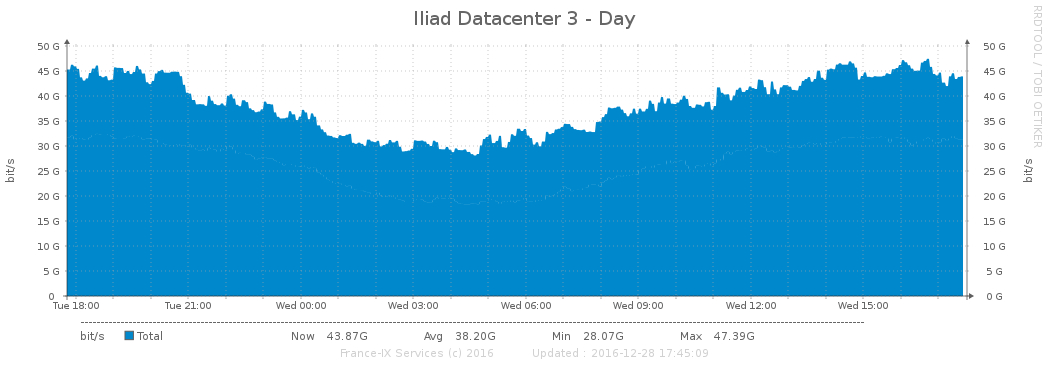 Iliad Datacenter 3 - Day
RRDTOOL / TOBI OETIKER
50 G 50 G
45 G 45 G
40 G 40 G
35 G 35 G
30 G 30 G
25 G 25 G
20 G 20 G
15 G 15 G
10 G 10 G
5 G 5 G
0 0 G
bit/s bit/s
Tue 18:00 Tue 21:00 Wed 00:00 Wed 03:00 Wed 06:00 Wed 09:00 Wed 12:00 Wed 15:00
bit/s Total Now 43.87G Avg 38.20G Min 28.07G Max 47.39G
France-IX Services (c) 2016 Updated : 2016-12-28 17:45:09